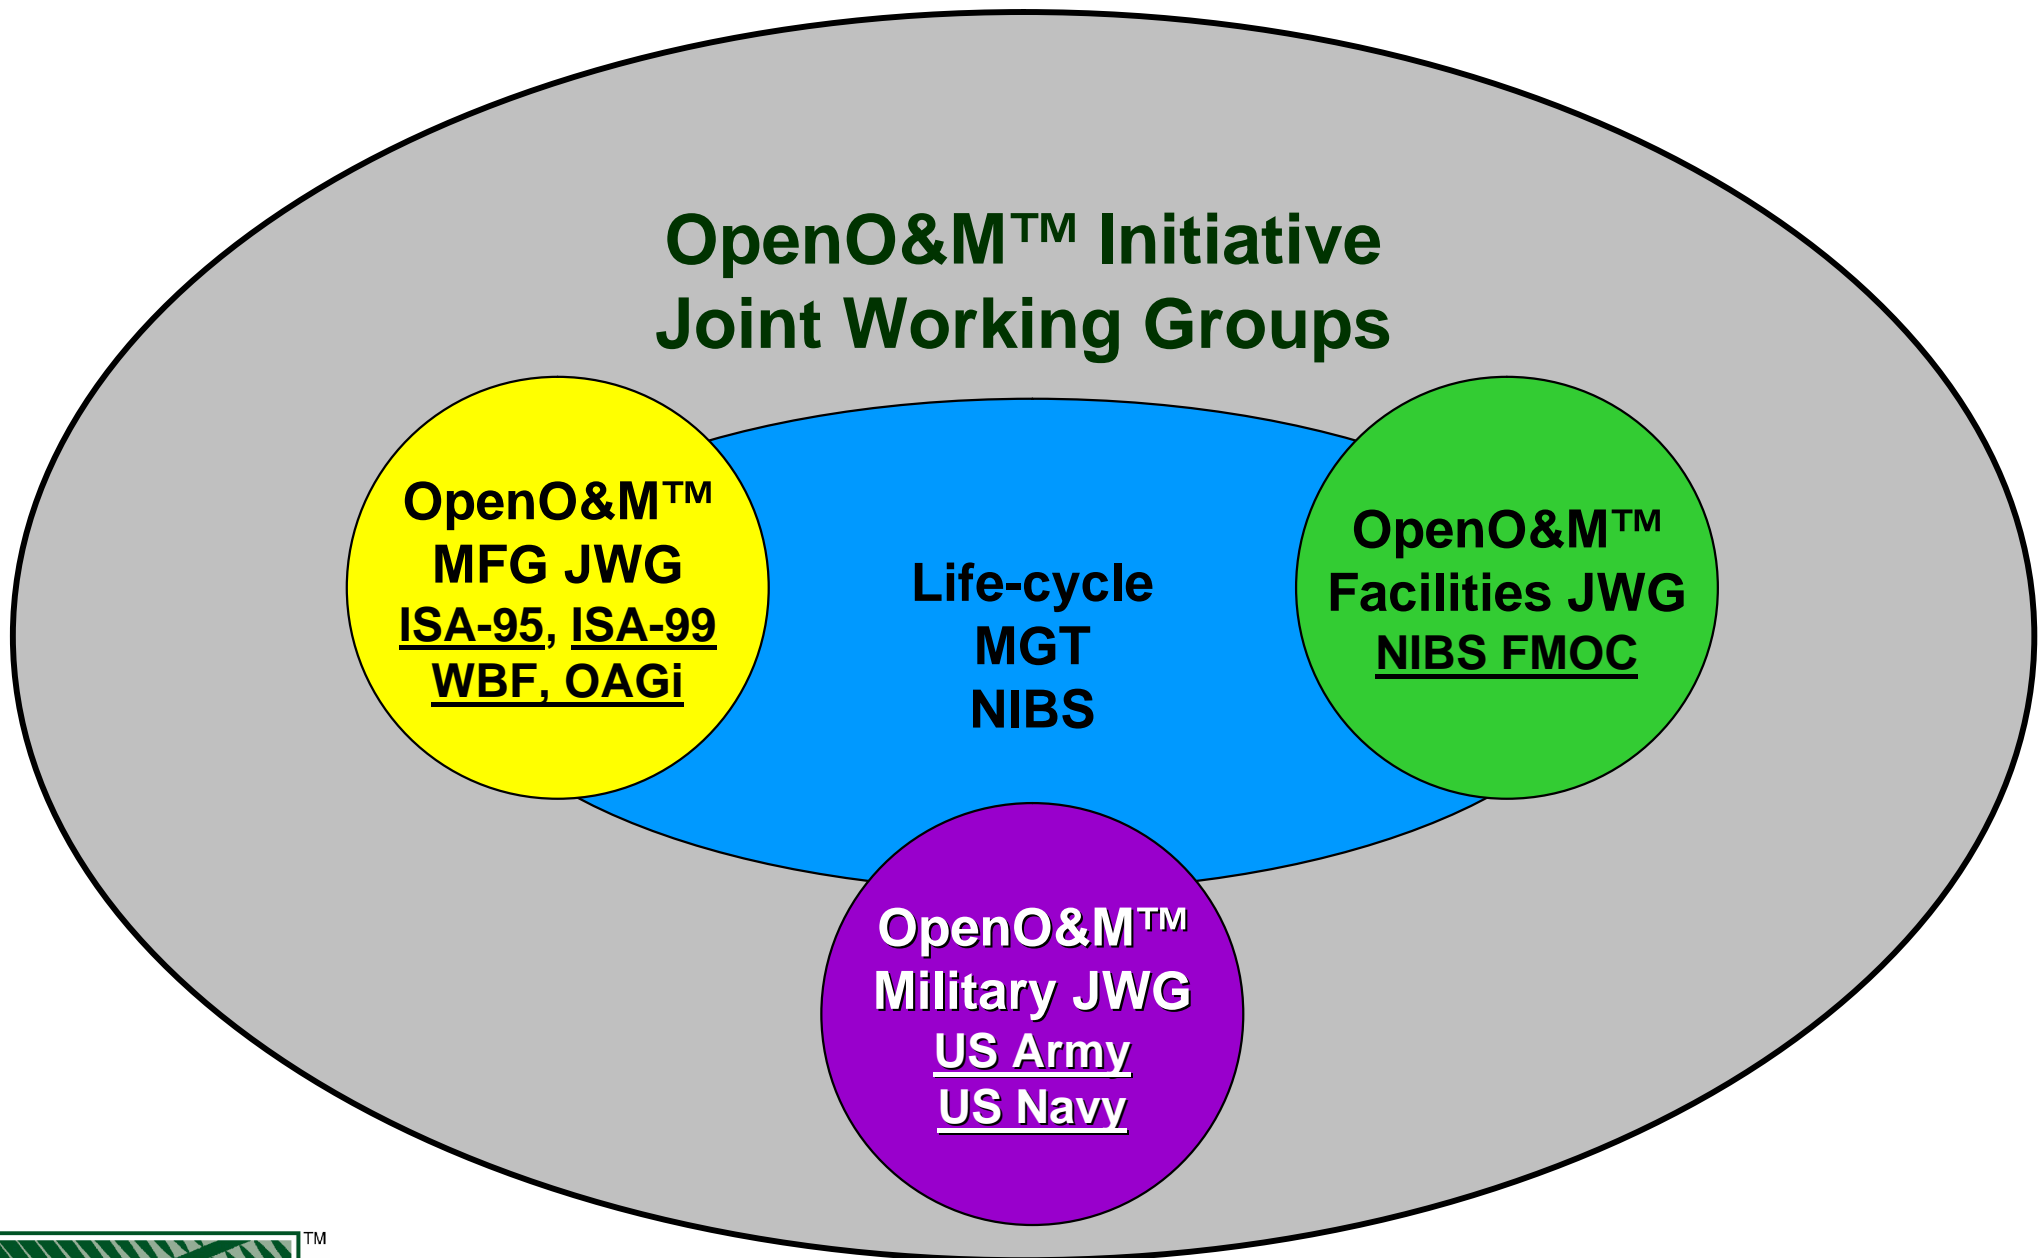 OpenO&M™ Initiative
Joint Working Groups
OpenO&M™
MFG JWG
ISA-95, ISA-99
WBF, OAGi
Life-cycle
MGT
NIBS
OpenO&M™
Facilities JWG
NIBS FMOC
OpenO&M™
Military JWG
US Army
US Navy
TM